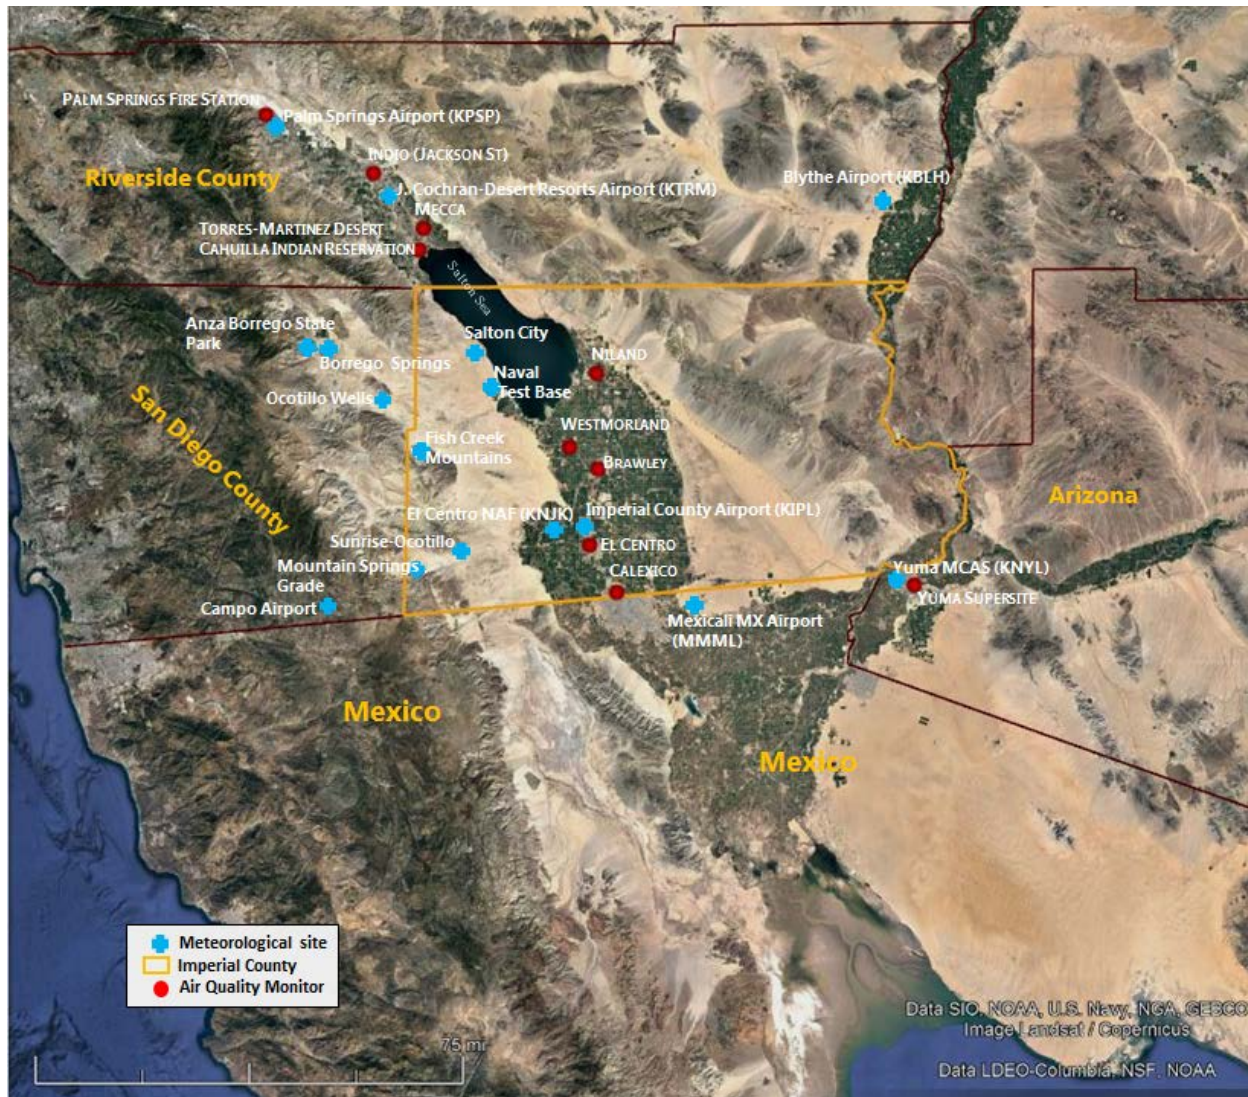 PALM SPRINGS FIRE STATION
Palm Springs Airport (KPSP)
INDIO (JACKSON ST)
Riverside County
J. Cochran-Desert Resorts Airport (KTRM)
Blythe Airport (KBLH)
MECCA
TORRES-MARTINEZ DESERT
CAHUILLA INDIAN RESERVATION
Salton Sea
Anza Borrego State
Park
Borrego Springs
Salton City
NILAND
Naval
Test Base
Ocotillo Wells
San Diego County
WESTMORLAND
Fish Creek
Mountains
BRAWLEY
Arizona
El Centro NAF (KNJK)
Imperial County Airport (KIPL)
Sunrise-Ocotillo
EL CENTRO
Mountain Springs
Grade
CALEXICO
Yuma MCAS (KNYL)
YUMA SUPERSITE
Campo Airport
Mexicali MX Airport
(MMML)
Mexico
Mexico
Meteorological site
Imperial County
Air Quality Monitor
75 mi
Data SIO, NOAA, U.S. Navy, NGA, GEBCO
Image Landsat / Copernicus
Data LDEO-Columbia, NSF, NOAA